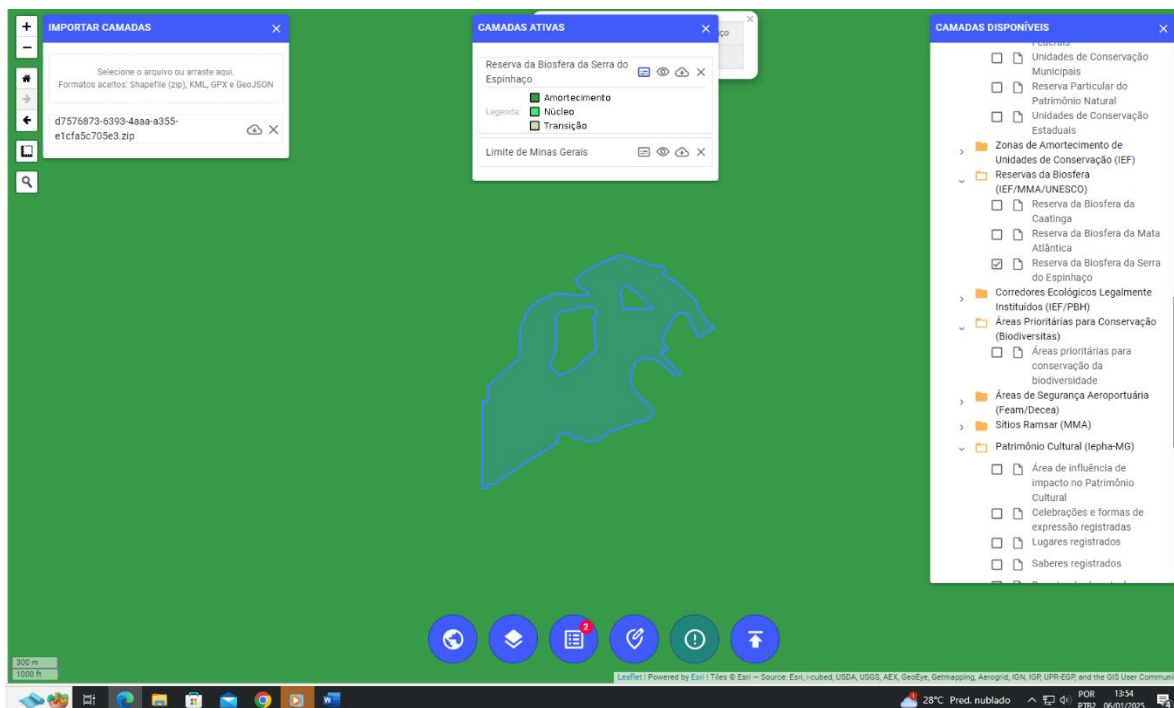 +
−
IMPORTAR CAMADAS
Selecione o arquivo ou arraste aqui.
Formatos aceitos: Shapefile (zip), KML, GPX e GeoJSON
d7576873-6393-4aaa-a355-
e1cfa5c705e3.zip
CAMADAS ATIVAS
ço
Reserva da Biosfera da Serra do
Espinhaço
Legenda:
Amortecimento
Núcleo
Transição
Limite de Minas Gerais
CAMADAS DISPONÍVEIS
Federais
Unidades de Conservação
Municipais
Reserva Particular do
Patrimônio Natural
Unidades de Conservação
Estaduais
Zonas de Amortecimento de
Unidades de Conservação (IEF)
Reservas da Biosfera
(IEF/MMA/UNESCO)
Reserva da Biosfera da
Caatinga
Reserva da Biosfera da Mata
Atlântica
Reserva da Biosfera da Serra
do Espinhaço
Corredores Ecológicos Legalmente
Instituídos (IEF/PBH)
Áreas Prioritárias para Conservação
(Biodiversitas)
Áreas prioritárias para
conservação da
biodiversidade
Áreas de Segurança Aeroportuária
(Feam/Decea)
Sítios Ramsar (MMA)
Patrimônio Cultural (Iepha-MG)
Área de influência de
impacto no Patrimônio
Cultural
Celebrações e formas de
expressão registradas
Lugares registrados
Saberes registrados
2
300 m
1000 ft
Leaflet | Powered by Esri | Tiles © Esri — Source: Esri, i-cubed, USDA, USGS, AEX, GeoEye, Getmapping, Aerogrid, IGN, IGP, UPR-EGP, and the GIS User Communi
28°C Pred. nublado
POR
PTB2
13:54
06/01/2025